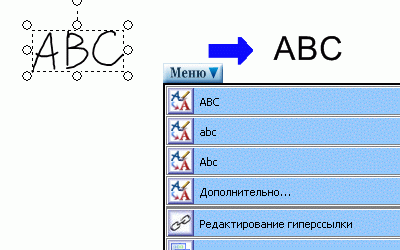 ABC
ABC
Меню
ABC
abc
Abc
Дополнительно...
Редактирование гиперссылки